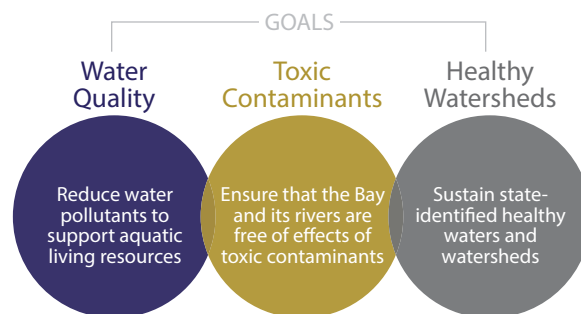 GOALS
Water
Quality
Toxic
Contaminants
Healthy
Watersheds
Reduce water
pollutants to
support aquatic
living resources
Ensure that the Bay
and its rivers are
free of effects of
toxic contaminants
Sustain state-
identified healthy
waters and
watersheds